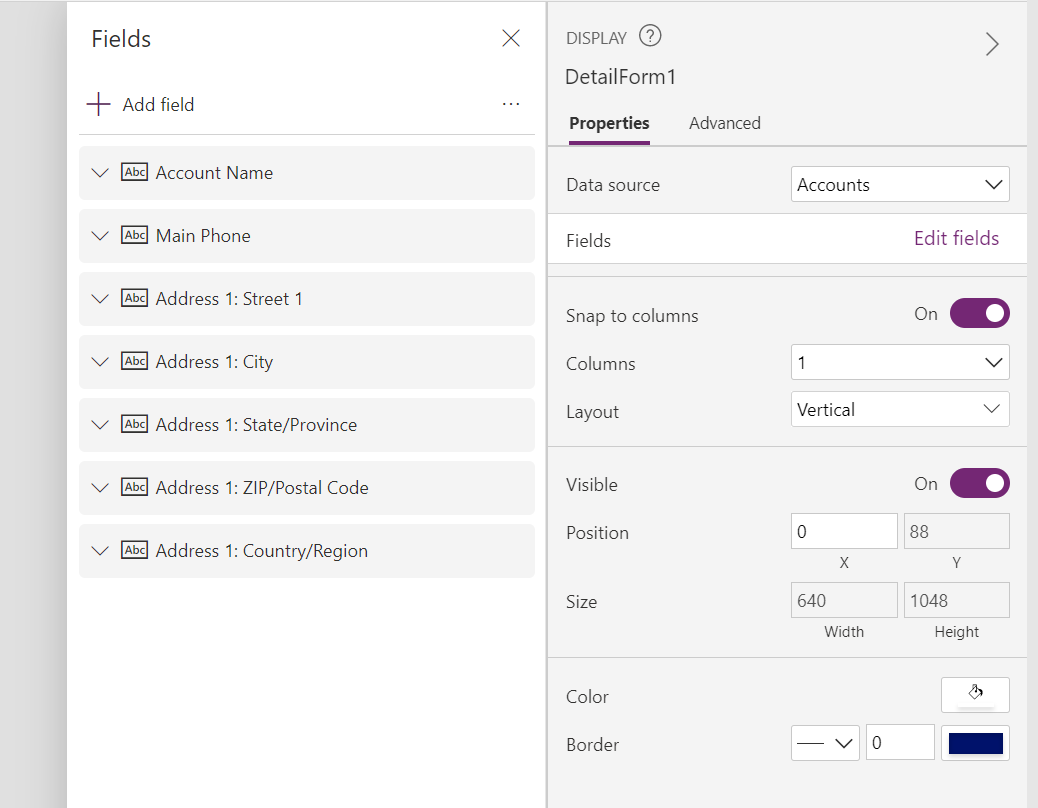 Fields
Add field
...
Abc Account Name
Abc Main Phone
Abc Address 1: Street 1
Abc Address 1: City
Abc Address 1: State/Province
Abc Address 1: ZIP/Postal Code
Abc Address 1: Country/Region
DISPLAY ?
DetailForm1
Properties Advanced
Data source Accounts
Fields Edit fields
Snap to columns On
Columns 1
Layout Vertical
Visible On
Position 0 88
X Y
Size 640 1048
Width Height
Color
Border 0